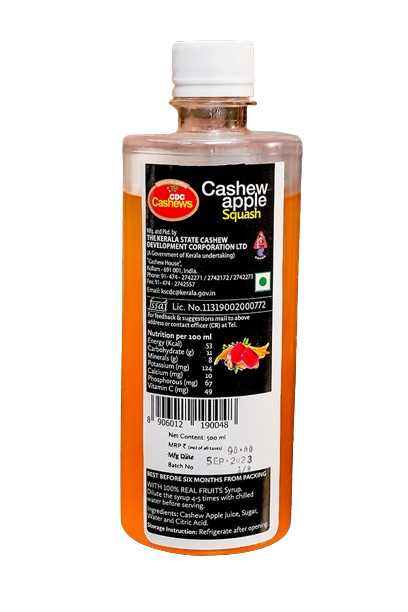 CDC
Cashews
Cashew
apple
Squash
Mfg. and Pkd. by
THE KERALA STATE CASHEW
DEVELOPMENT CORPORATION LTD
(A Government of Kerala undertaking)
"Cashew House",
Kollam - 691 001, India.
Phone: 91- 474 - 2742271 / 2742172 / 2742273
Fax: 91- 474 - 2742557
Email: kscdc@kerala.gov.in
fssai Lic. No.11319002000772
For feedback & suggestions mail to above
address or contact officer (CR) at Tel.
Nutrition per 100 ml
Energy (Kcal) 53
Carbohydrate (g) 11
Minerals (g) 8
Potassium (mg) 124
Calcium (mg) 10
Phosphorous (mg) 67
Vitamin C (mg) 49
8 906012 190048
Net Content: 500 ml
MRP ₹ (incl of all taxes) 90.00
Mfg Date SEP-2023
Batch No 1/8
BEST BEFORE SIX MONTHS FROM PACKING
WITH 100% REAL FRUITS Syrup.
Dilute the syrup 4-5 times with chilled
water before serving.
Ingredients: Cashew Apple Juice, Sugar,
Water and Citric Acid.
Storage Instruction: Refrigerate after opening.